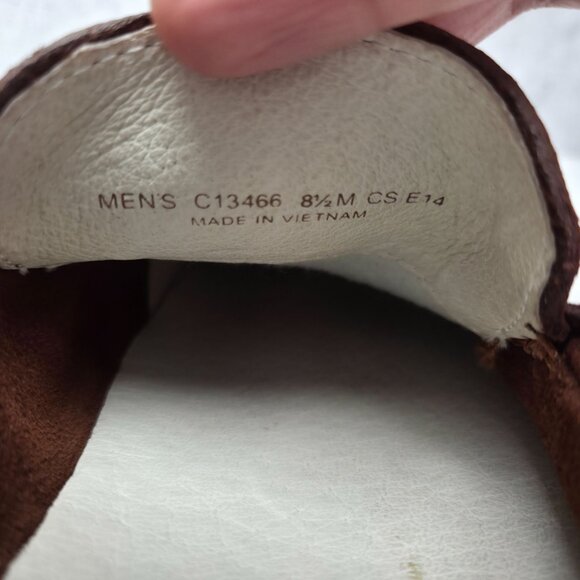 MEN'S C13466 8½M CS E14
MADE IN VIETNAM